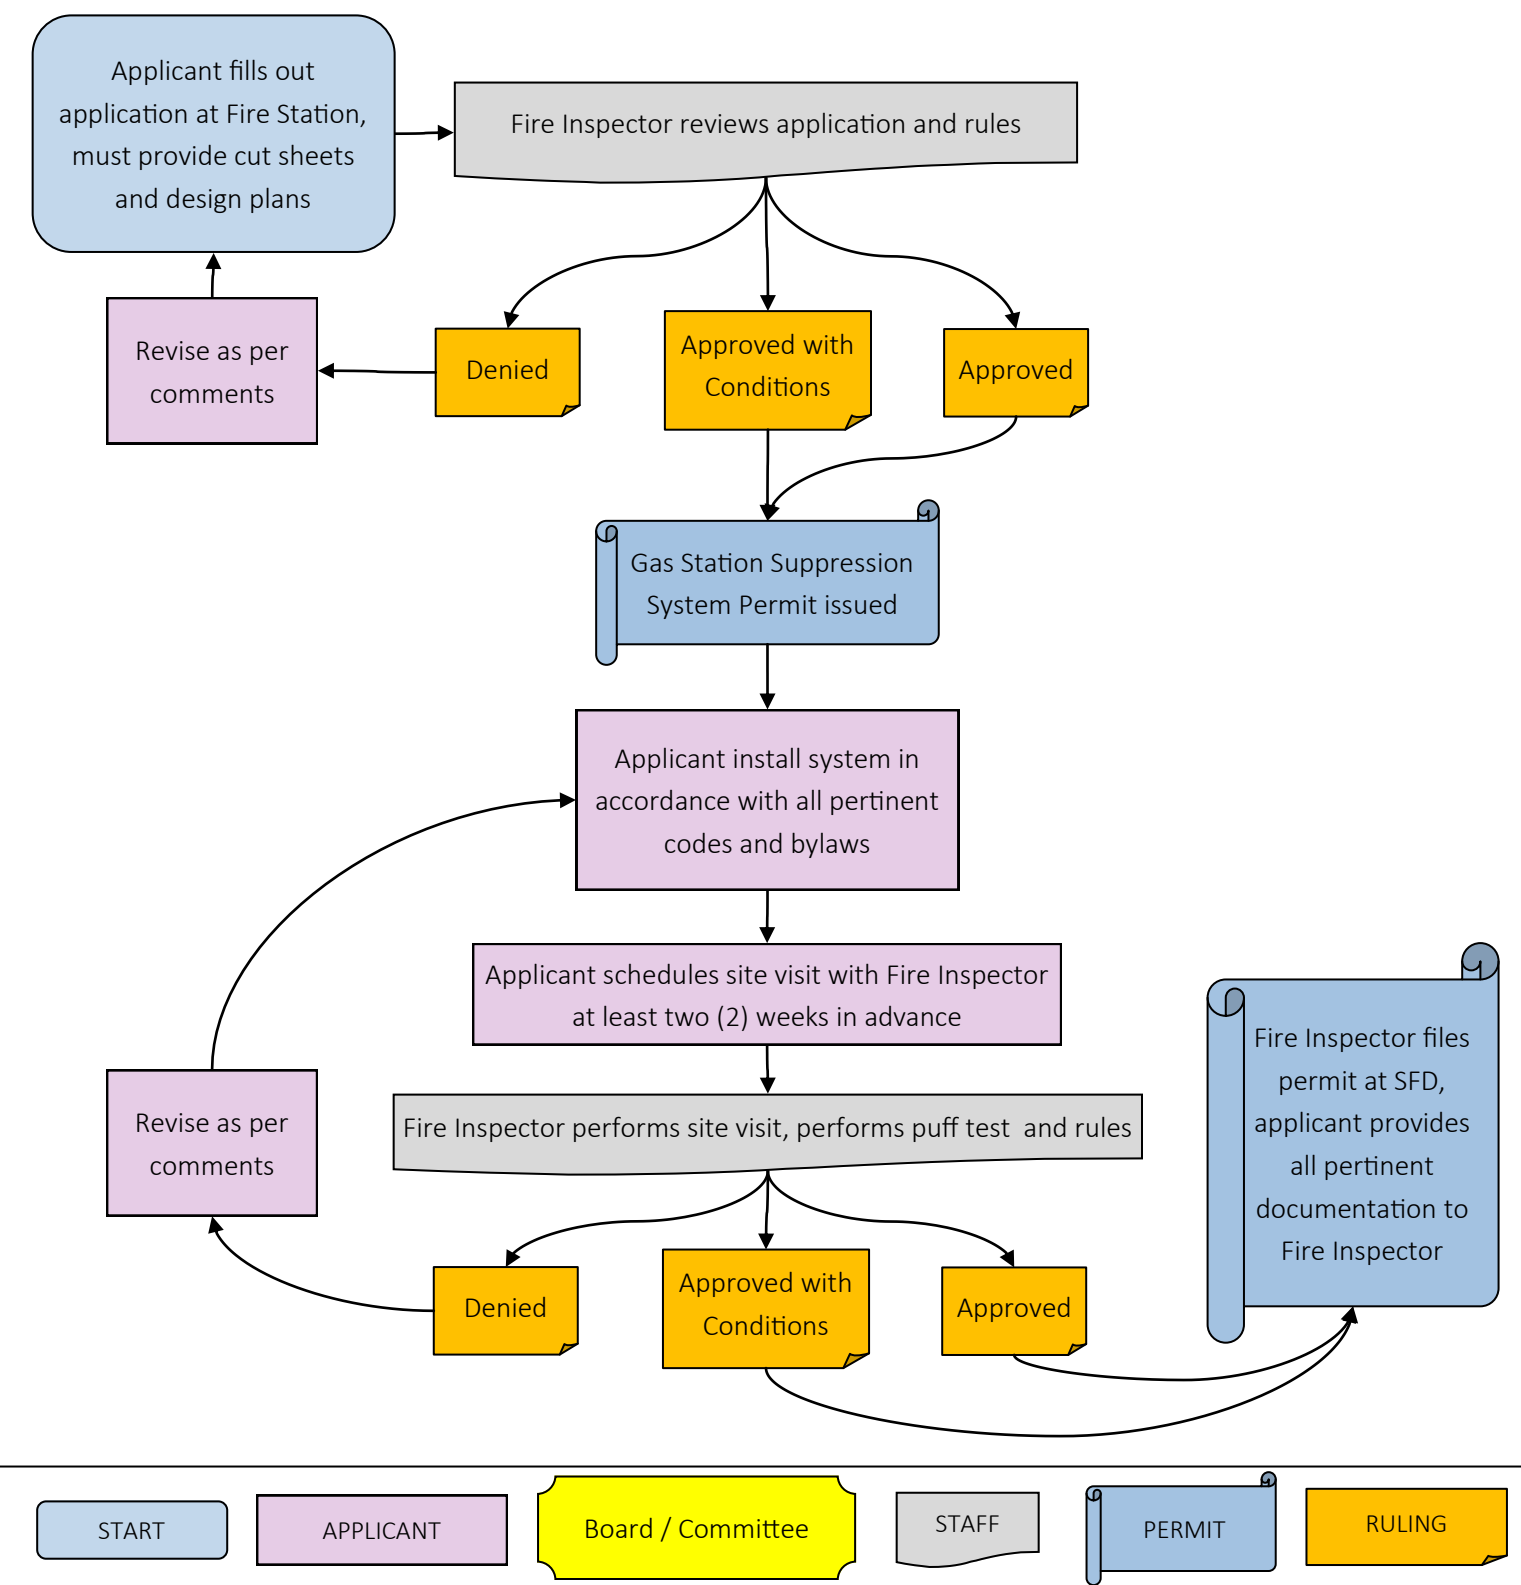 Applicant fills out
application at Fire Station,
must provide cut sheets
and design plans
Fire Inspector reviews application and rules
Revise as per
comments
Denied
Approved with
Conditions
Approved
Gas Station Suppression
System Permit issued
Applicant install system in
accordance with all pertinent
codes and bylaws
Applicant schedules site visit with Fire Inspector
at least two (2) weeks in advance
Fire Inspector performs site visit, performs puff test  and rules
Revise as per
comments
Denied
Approved with
Conditions
Approved
Fire Inspector files
permit at SFD,
applicant provides
all pertinent
documentation to
Fire Inspector
START
APPLICANT
Board / Committee
STAFF
PERMIT
RULING